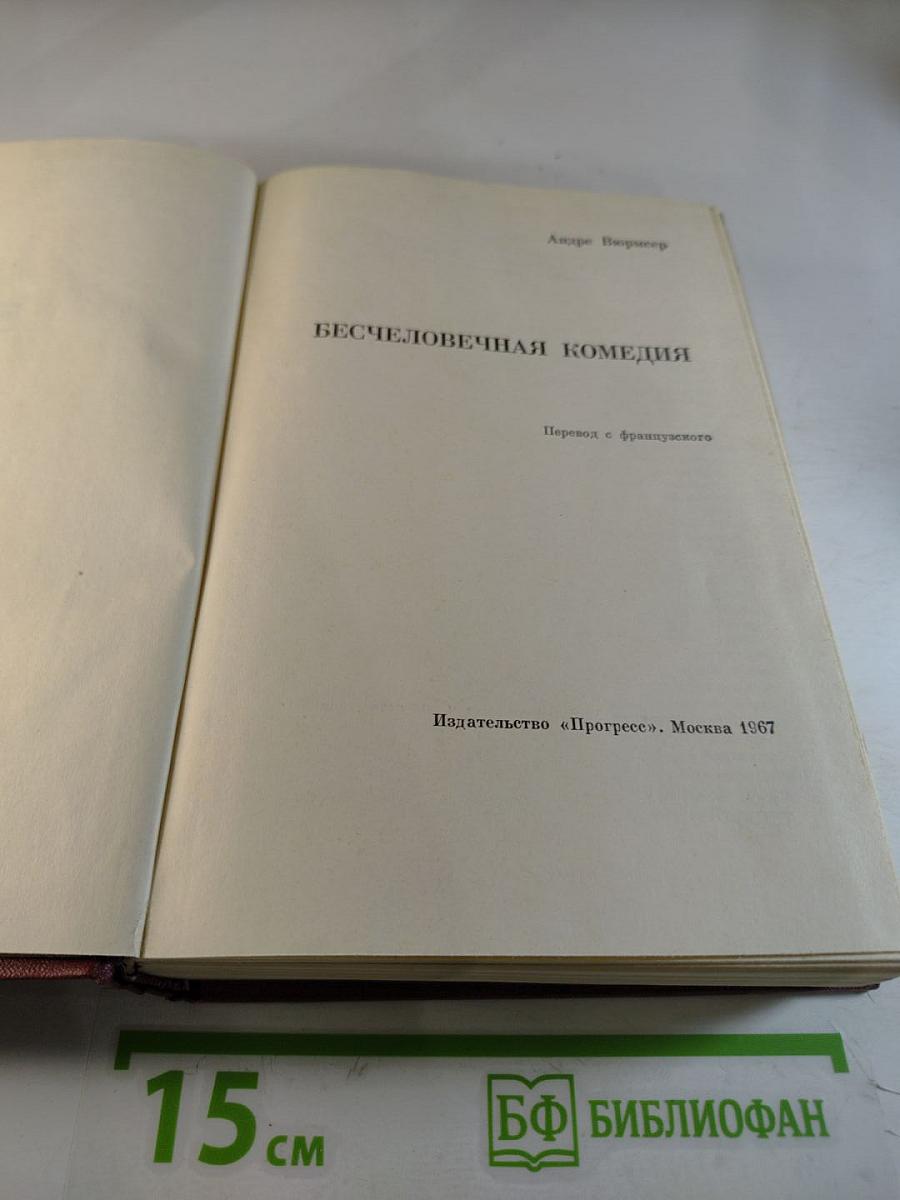 Андре Вюрмсер
БЕСЧЕЛОВЕЧНАЯ КОМЕДИЯ
Перевод с французского
Издательство «Прогресс». Москва 1967
15 см
БФ БИБЛИОФАН